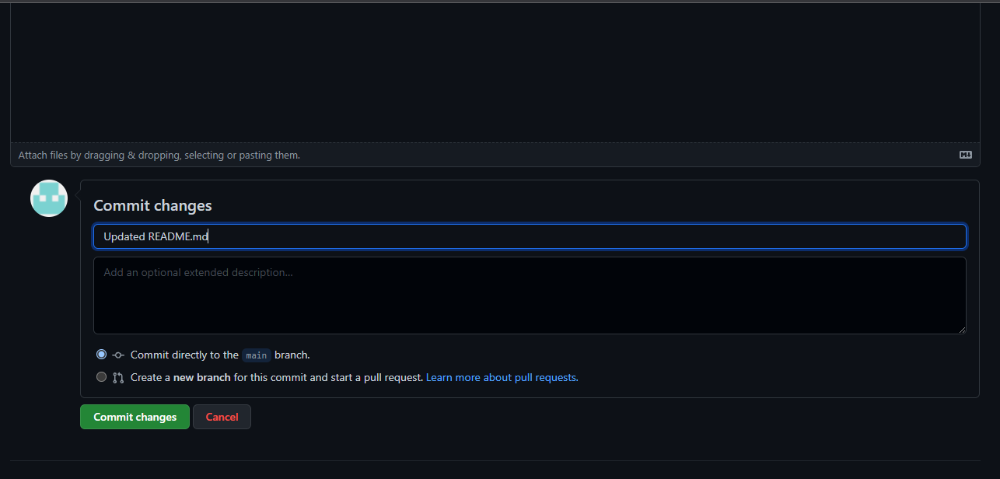 Attach files by dragging & dropping, selecting or pasting them.
Commit changes
Updated README.md
Add an optional extended description...
Commit directly to the main branch.
Create a new branch for this commit and start a pull request. Learn more about pull requests.
Commit changes Cancel